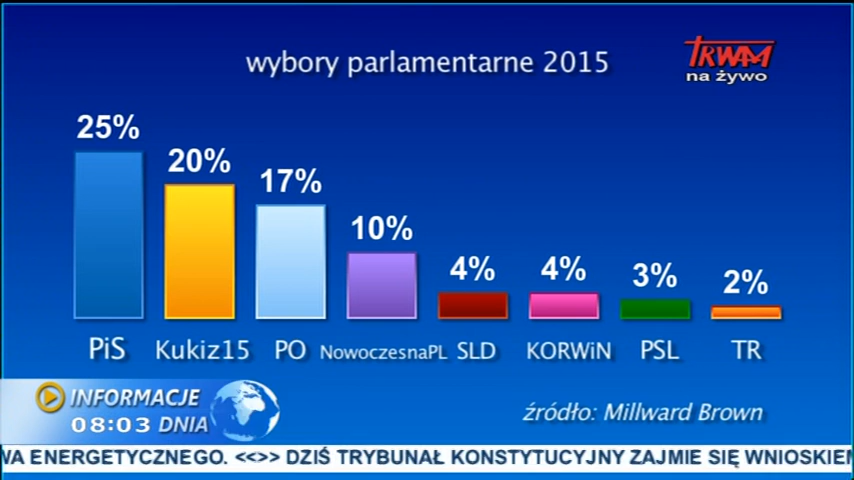 wybory parlamentarne 2015
TRWAM
na żywo
25%
20%
17%
10%
4%
4%
3%
2%
PiS Kukiz15 PO NowoczesnaPL SLD KORWiN PSL TR
INFORMACJE
08:03 DNIA
źródło: Millward Brown
WA ENERGETYCZNEGO. <<>> DZIŚ TRYBUNAŁ KONSTYTUCYJNY ZAJMIE SIĘ WNIOSKIEM